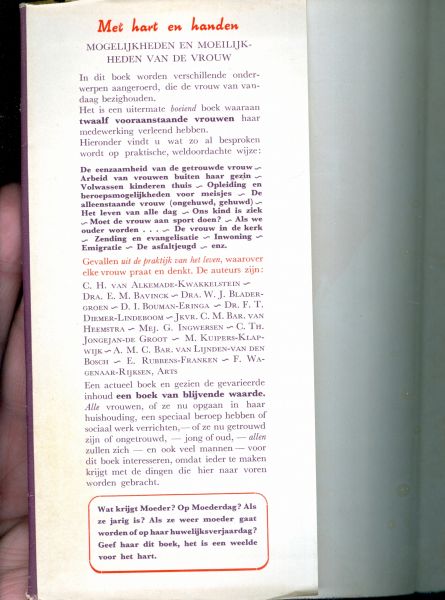 Met hart en handen
MOGELIJKHEDEN EN MOEILIJK-
HEDEN VAN DE VROUW
In dit boek worden verschillende onder-
werpen aangeroerd, die de vrouw van van-
daag bezighouden.
Het is een uitermate boeiend boek waaraan
twaalf vooraanstaande vrouwen haar
medewerking verleend hebben.
Hieronder vindt u wat zo al besproken
wordt op praktische, weldoordachte wijze:
De eenzaamheid van de getrouwde vrouw ~
Arbeid van vrouwen buiten haar gezin ~
Volwassen kinderen thuis ~ Opleiding en
beroepsmogelijkheden voor meisjes ~ De
alleenstaande vrouw (ongehuwd, gehuwd) ~
Het leven van alle dag ~ Ons kind is ziek
~ Moet de vrouw aan sport doen? ~ Als we
ouder worden . . . . ~ De vrouw in de kerk
~ Zending en evangelisatie ~ Inwoning ~
Emigratie ~ De asfaltjeugd ~ enz.
Gevallen uit de praktijk van het leven, waarover
elke vrouw praat en denkt. De auteurs zijn:
C. H. van Alkemade-Kwakkelstein ~
Dra. E. M. Bavinck ~ Dra. W. J. Blader-
groen ~ D. I. Bouman-Eringa ~ Dr. F. T.
Diemer-Lindeboom ~ Jkvr. C. M. Bar. van
Heemstra ~ Mej. G. Ingwersen ~ C. Th.
Jongejan-de Groot ~ M. Kuipers-Klap-
wijk ~ A. M. C. Bar. van Lijnden-van den
Bosch ~ E. Rubbens-Franken ~ F. Wa-
genaar-Rijksen, Arts
Een actueel boek en gezien de gevarieerde
inhoud een boek van blijvende waarde.
Alle vrouwen, of ze nu opgaan in haar
huishouding, een speciaal beroep hebben of
sociaal werk verrichten, — of ze nu getrouwd
zijn of ongetrouwd, — jong of oud, — allen
zullen zich — en ook veel mannen — voor
dit boek interesseren, omdat ieder te maken
krijgt met de dingen die hier naar voren
worden gebracht.
Wat krijgt Moeder? Op Moederdag? Als
ze jarig is? Als ze weer moeder gaat
worden of op haar huwelijksverjaardag?
Geef haar dit boek, het is een weelde
voor het hart.